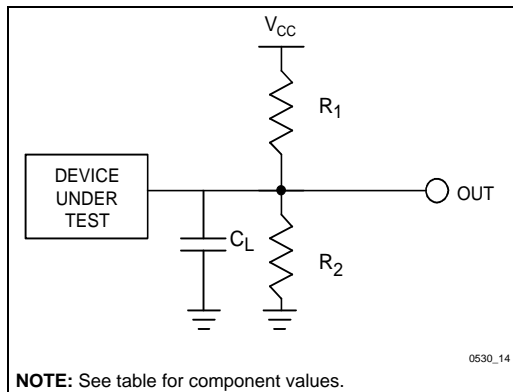 VCC
R1
DEVICE
UNDER
TEST
OUT
CL
R2
0530_14
NOTE: See table for component values.